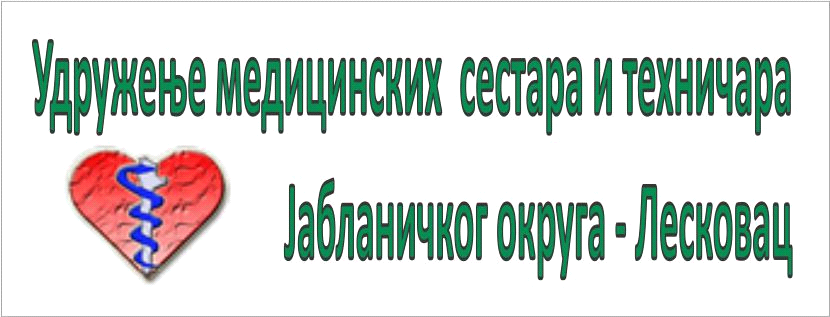 Удружење медицинских сестара и техничара
Јабланичког округа - Лесковац